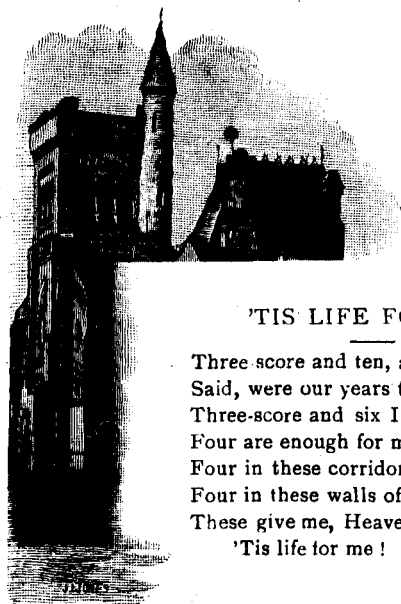 'TIS LIFE FO
Three score and ten, a
Said, were our years t
Three-score and six I
Four are enough for m
Four in these corridor
Four in these walls of
These give me, Heave
'Tis life for me !